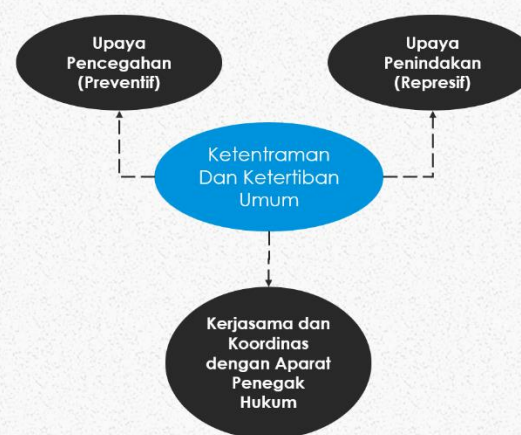 Upaya
Pencegahan
(Preventif)
Upaya
Penindakan
(Represif)
Ketentraman
Dan Ketertiban
Umum
Kerjasama dan
Koordinas
dengan Aparat
Penegak
Hukum